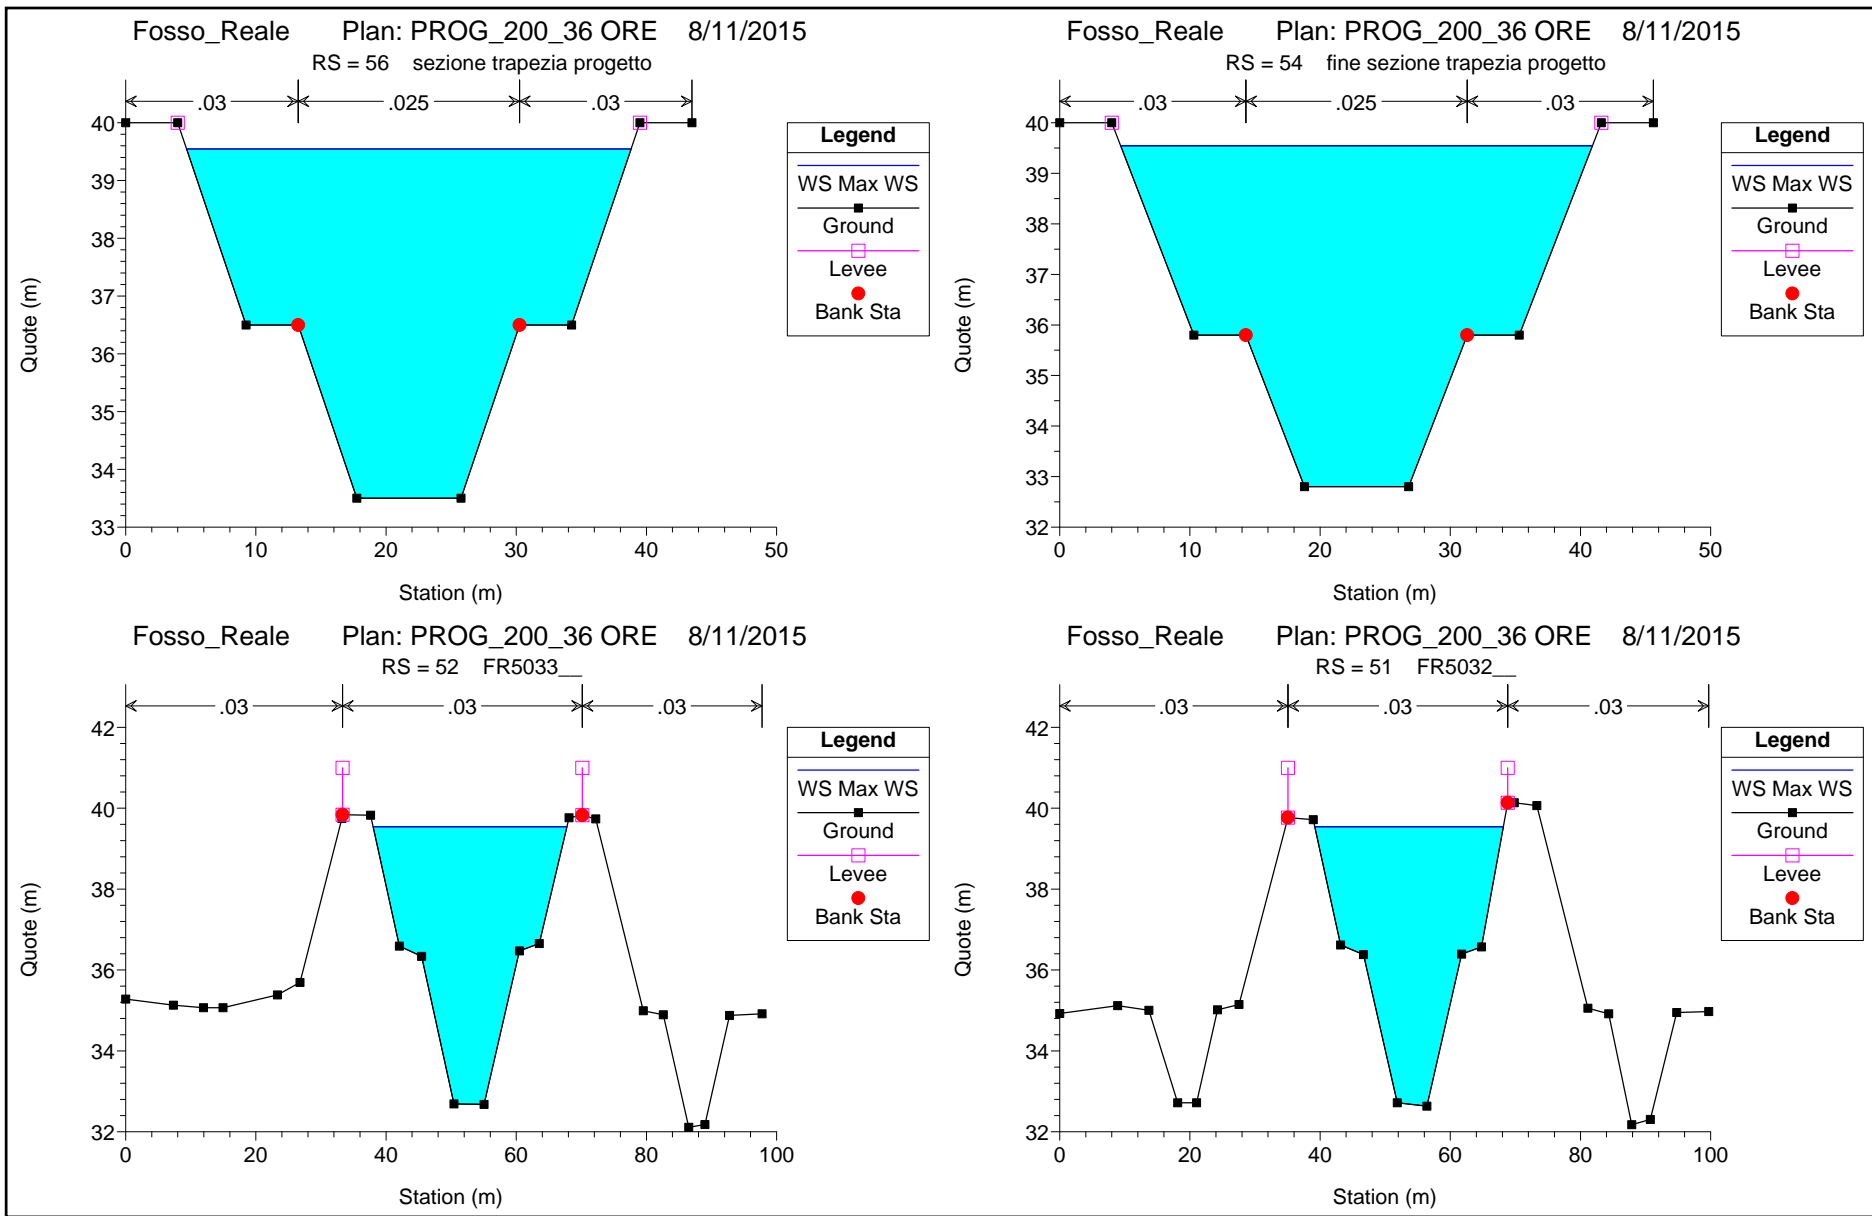 Fosso_Reale Plan: PROG_200_36 ORE 8/11/2015
RS = 56 sezione trapezia progetto
.03 .025 .03
40
39
38
37
36
35
34
33
Quote (m)
0 10 20 30 40 50
Station (m)
Legend
WS Max WS
Ground
Levee
Bank Sta
Fosso_Reale Plan: PROG_200_36 ORE 8/11/2015
RS = 54 fine sezione trapezia progetto
.03 .025 .03
40
39
38
37
36
35
34
33
32
Quote (m)
0 10 20 30 40 50
Station (m)
Legend
WS Max WS
Ground
Levee
Bank Sta
Fosso_Reale Plan: PROG_200_36 ORE 8/11/2015
RS = 52 FR5033__
.03 .03 .03
42
40
38
36
34
32
Quote (m)
0 20 40 60 80 100
Station (m)
Legend
WS Max WS
Ground
Levee
Bank Sta
Fosso_Reale Plan: PROG_200_36 ORE 8/11/2015
RS = 51 FR5032__
.03 .03 .03
42
40
38
36
34
32
Quote (m)
0 20 40 60 80 100
Station (m)
Legend
WS Max WS
Ground
Levee
Bank Sta